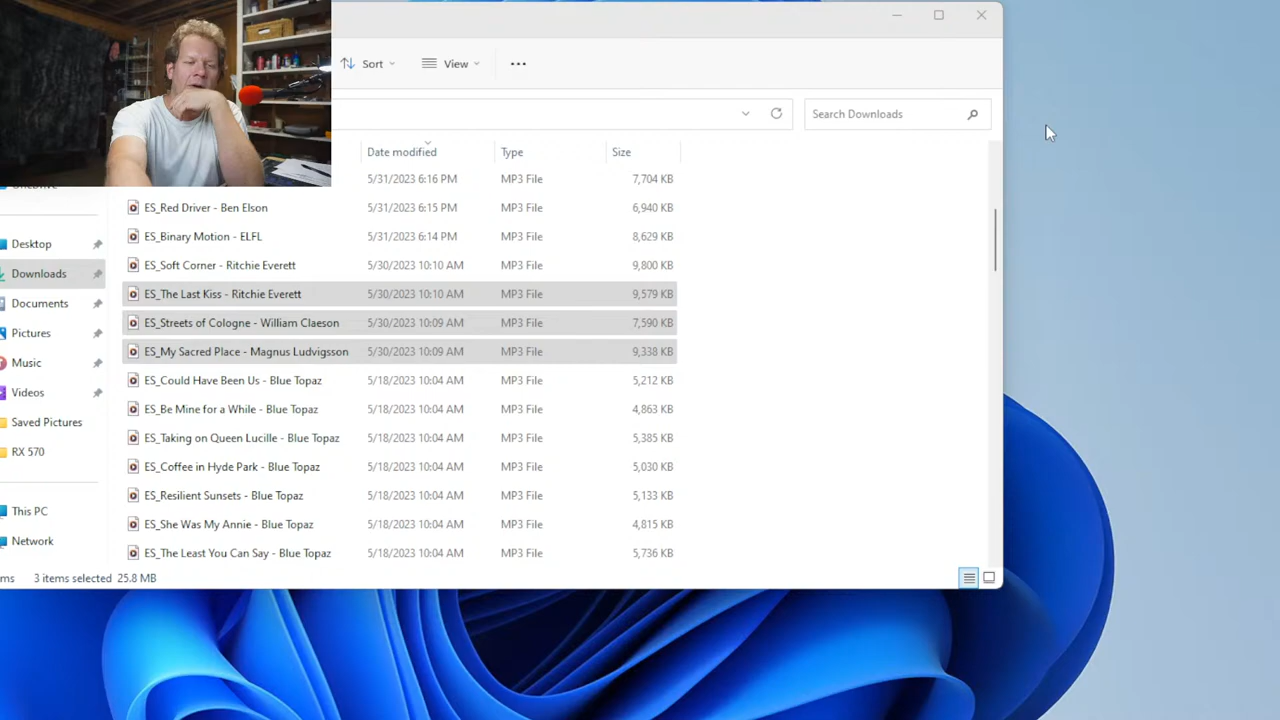 Sort View
Search Downloads
Date modified Type Size
5/31/2023 6:16 PM MP3 File 7,704 KB
ES_Red Driver - Ben Elson 5/31/2023 6:15 PM MP3 File 6,940 KB
ES_Binary Motion - ELFL 5/31/2023 6:14 PM MP3 File 8,629 KB
Desktop
ES_Soft Corner - Ritchie Everett 5/30/2023 10:10 AM MP3 File 9,800 KB
Downloads
ES_The Last Kiss - Ritchie Everett 5/30/2023 10:10 AM MP3 File 9,579 KB
Documents
ES_Streets of Cologne - William Claeson 5/30/2023 10:09 AM MP3 File 7,590 KB
Pictures
ES_My Sacred Place - Magnus Ludvigsson 5/30/2023 10:09 AM MP3 File 9,338 KB
Music
ES_Could Have Been Us - Blue Topaz 5/18/2023 10:04 AM MP3 File 5,212 KB
Videos
ES_Be Mine for a While - Blue Topaz 5/18/2023 10:04 AM MP3 File 4,863 KB
Saved Pictures
ES_Taking on Queen Lucille - Blue Topaz 5/18/2023 10:04 AM MP3 File 5,385 KB
RX 570
ES_Coffee in Hyde Park - Blue Topaz 5/18/2023 10:04 AM MP3 File 5,030 KB
ES_Resilient Sunsets - Blue Topaz 5/18/2023 10:04 AM MP3 File 5,133 KB
This PC
ES_She Was My Annie - Blue Topaz 5/18/2023 10:04 AM MP3 File 4,815 KB
Network
ES_The Least You Can Say - Blue Topaz 5/18/2023 10:04 AM MP3 File 5,736 KB
ms 3 items selected 25.8 MB